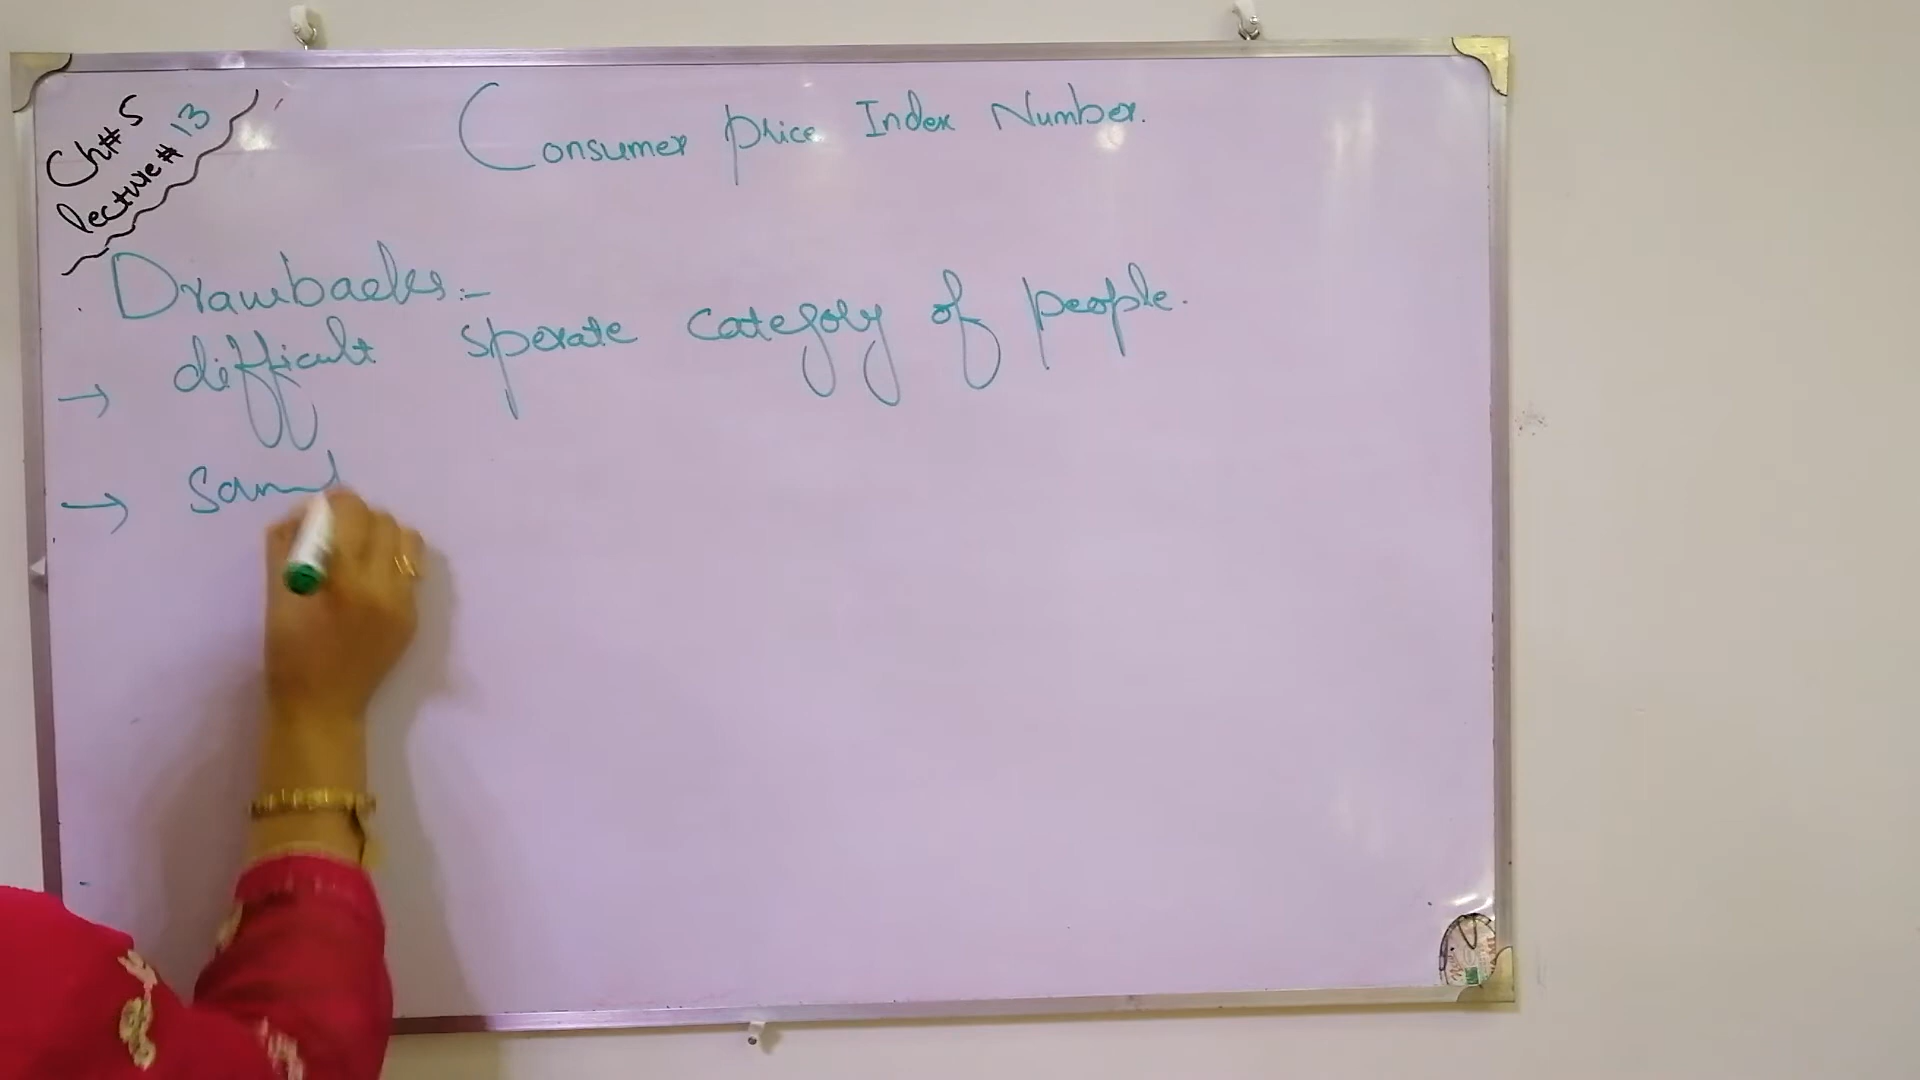 Ch# 5
Lecture# 13
Consumer Price Index Number.
Drawbacks:-
→ difficult sperate category of people.
→ Sam